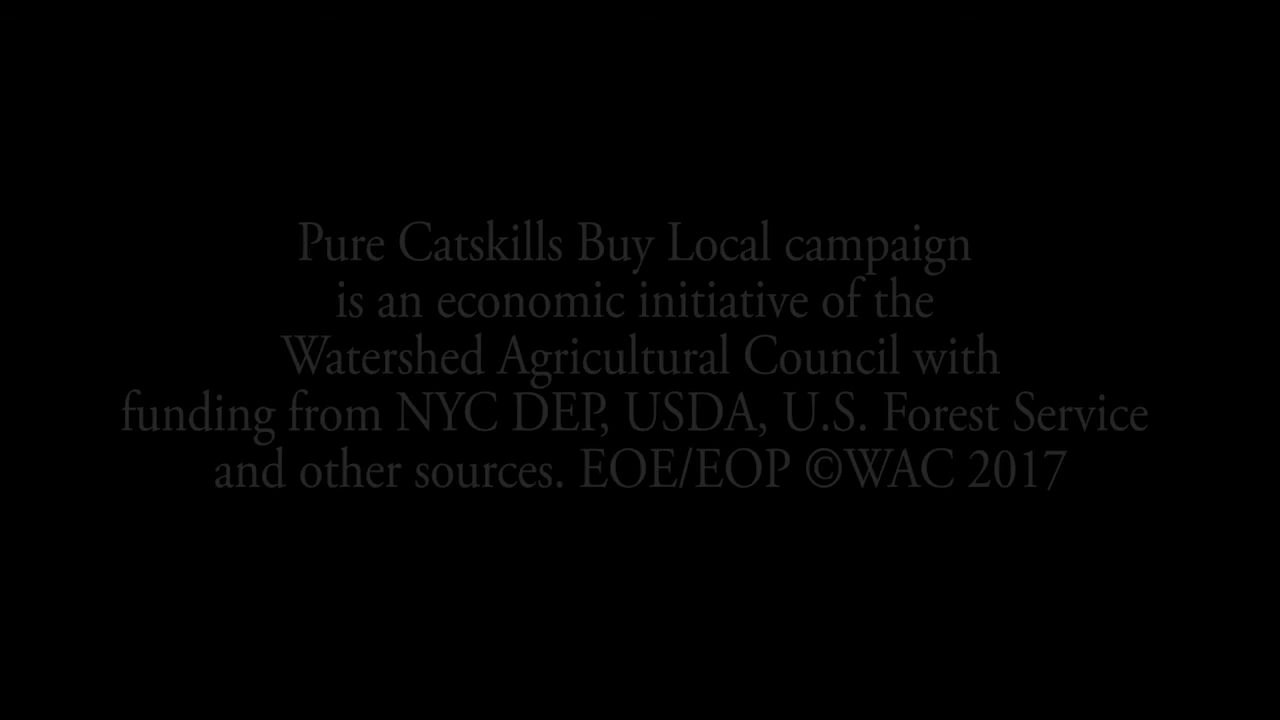 Pure Catskills Buy Local campaign
is an economic initiative of the
Watershed Agricultural Council with
funding from NYC DEP, USDA, U.S. Forest Service
and other sources. EOE/EOP ©WAC 2017